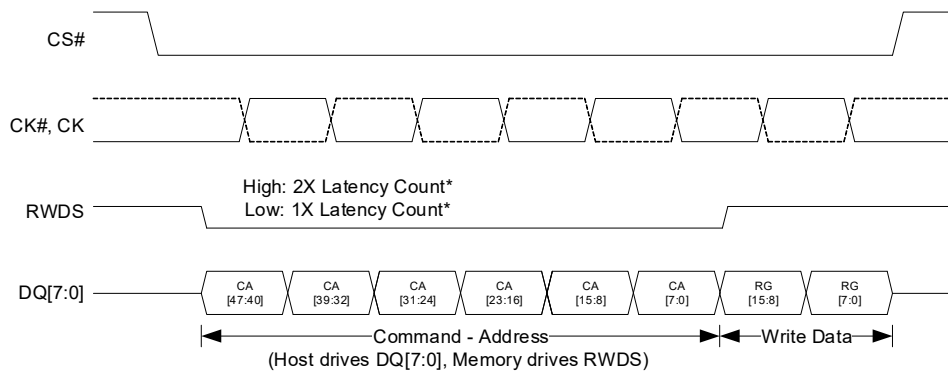 CS#
CK#, CK
High: 2X Latency Count*
Low: 1X Latency Count*
RWDS
DQ[7:0]
CA [47:40]
CA [39:32]
CA [31:24]
CA [23:16]
CA [15:8]
CA [7:0]
RG [15:8]
RG [7:0]
Command - Address
Write Data
(Host drives DQ[7:0], Memory drives RWDS)